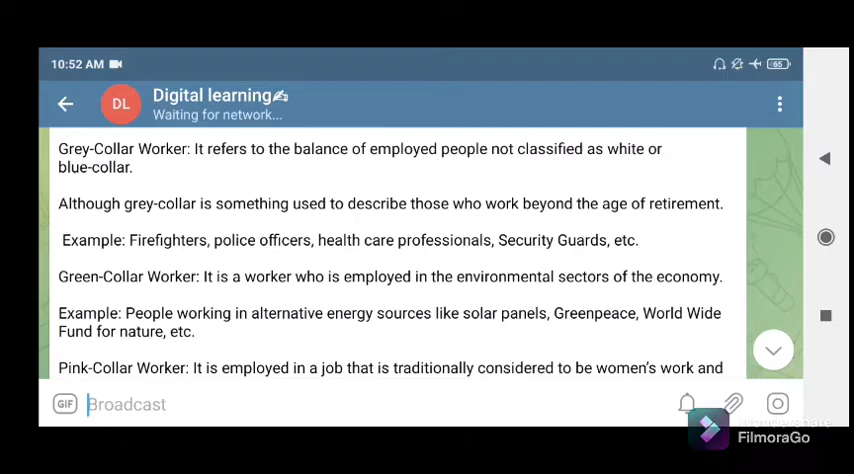 10:52 AM
65
DL
Digital learning✍
Waiting for network...
Grey-Collar Worker: It refers to the balance of employed people not classified as white or
blue-collar.
Although grey-collar is something used to describe those who work beyond the age of retirement.
Example: Firefighters, police officers, health care professionals, Security Guards, etc.
Green-Collar Worker: It is a worker who is employed in the environmental sectors of the economy.
Example: People working in alternative energy sources like solar panels, Greenpeace, World Wide
Fund for nature, etc.
Pink-Collar Worker: It is employed in a job that is traditionally considered to be women's work and
GIF
Broadcast
FilmoraGo